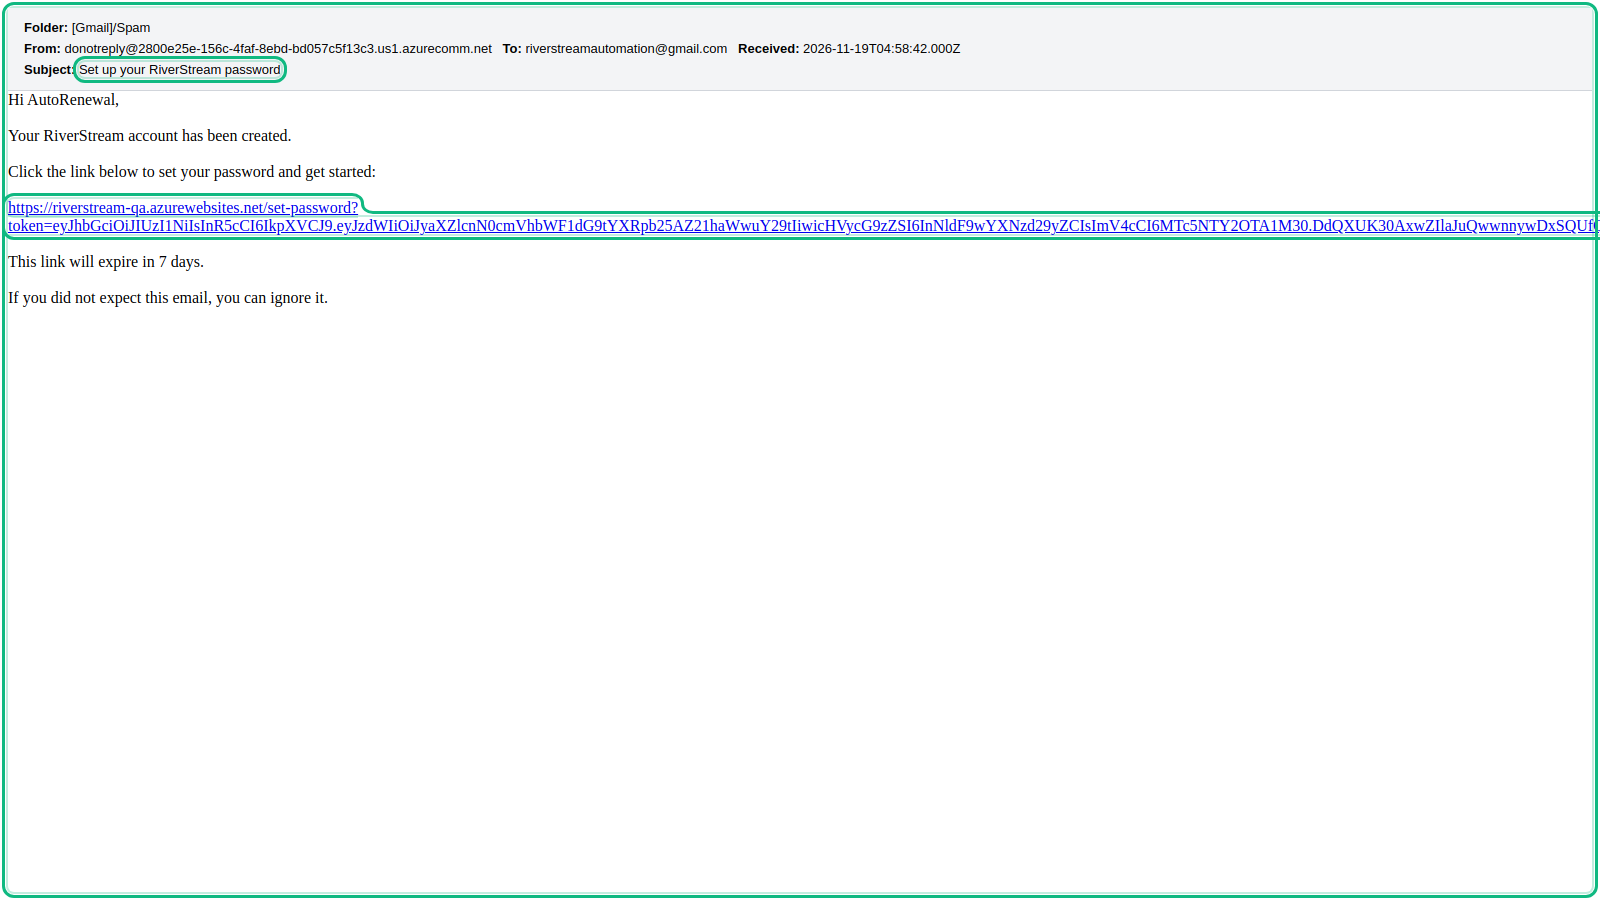 Folder: [Gmail]/Spam
From: donotreply@2800e25e-156c-4faf-8ebd-bd057c5f13c3.us1.azurecomm.net To: riverstreamautomation@gmail.com Received: 2026-11-19T04:58:42.000Z
Subject: Set up your RiverStream password
Hi AutoRenewal,
Your RiverStream account has been created.
Click the link below to set your password and get started:
https://riverstream-qa.azurewebsites.net/set-password?
token=eyJhbGciOiJIUzI1NiIsInR5cCI6IkpXVCJ9.eyJzdWIiOiJyaXZlcnN0cmVhbWF1dG9tYXRpb25AZ21haWwuY29tIiwicHVycG9zZSI6InNldF9wYXNzd29yZCIsImV4cCI6MTc5NTY2OTA1M30.DdQXUK30AxwZIlaJuQwwnnywDxSQUf
This link will expire in 7 days.
If you did not expect this email, you can ignore it.